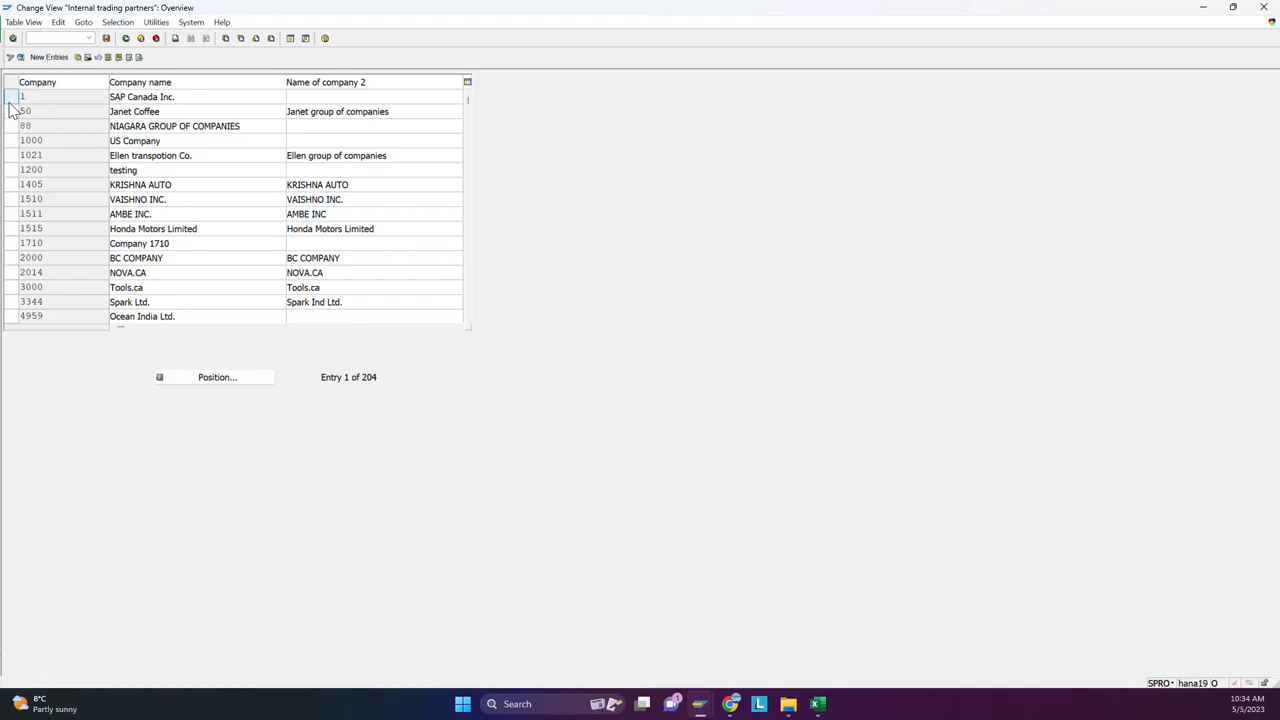 Change View "Internal trading partners": Overview
Table View Edit Goto Selection Utilities System Help
New Entries
Company Company name Name of company 2
1 SAP Canada Inc.
50 Janet Coffee Janet group of companies
88 NIAGARA GROUP OF COMPANIES
1000 US Company
1021 Ellen transpotion Co. Ellen group of companies
1200 testing
1405 KRISHNA AUTO KRISHNA AUTO
1510 VAISHNO INC. VAISHNO INC.
1511 AMBE INC. AMBE INC
1515 Honda Motors Limited Honda Motors Limited
1710 Company 1710
2000 BC COMPANY BC COMPANY
2014 NOVA.CA NOVA.CA
3000 Tools.ca Tools.ca
3344 Spark Ltd. Spark Ind Ltd.
4959 Ocean India Ltd.
Position... Entry 1 of 204
SPRO hana19 O
8°C
Partly sunny
Search
1
L
10:34 AM
5/5/2023